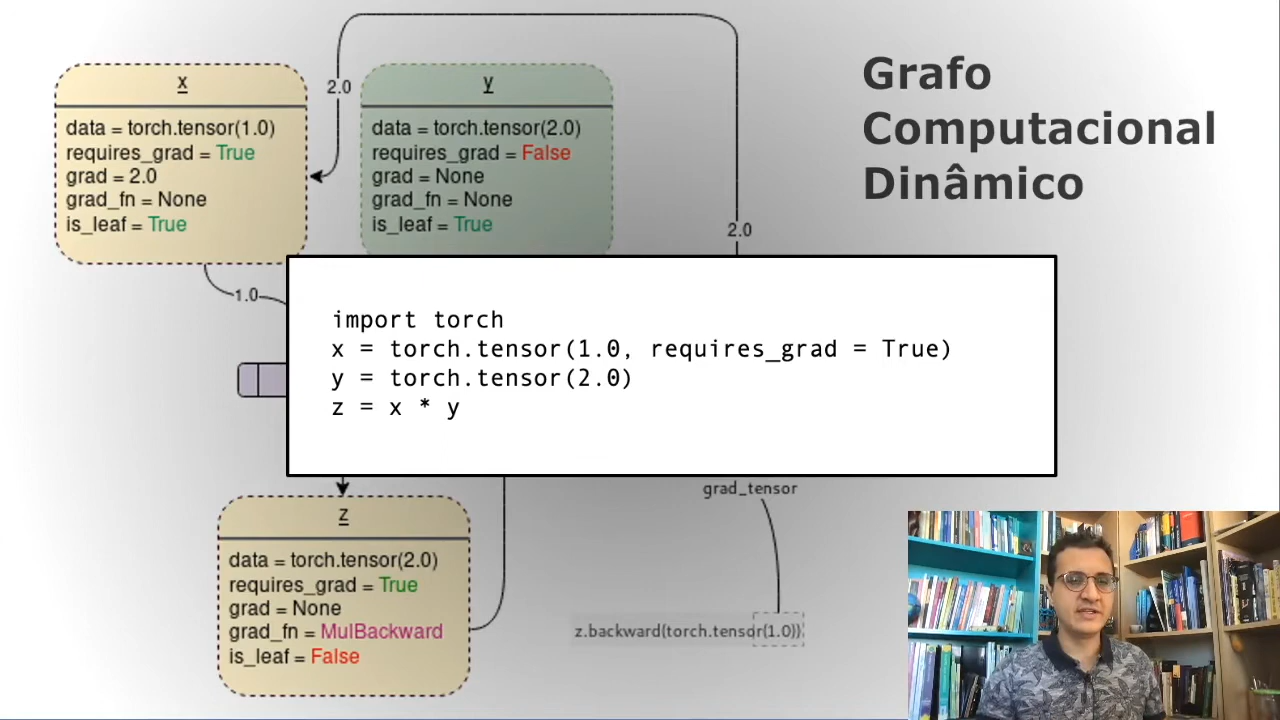 x
data = torch.tensor(1.0)
requires_grad = True
grad = 2.0
grad_fn = None
is_leaf = True
2.0
y
data = torch.tensor(2.0)
requires_grad = False
grad = None
grad_fn = None
is_leaf = True
2.0
Grafo
Computacional
Dinâmico
1.0
import torch
x = torch.tensor(1.0, requires_grad = True)
y = torch.tensor(2.0)
z = x * y
grad_tensor
z
data = torch.tensor(2.0)
requires_grad = True
grad = None
grad_fn = MulBackward
is_leaf = False
z.backward(torch.tensor(1.0))